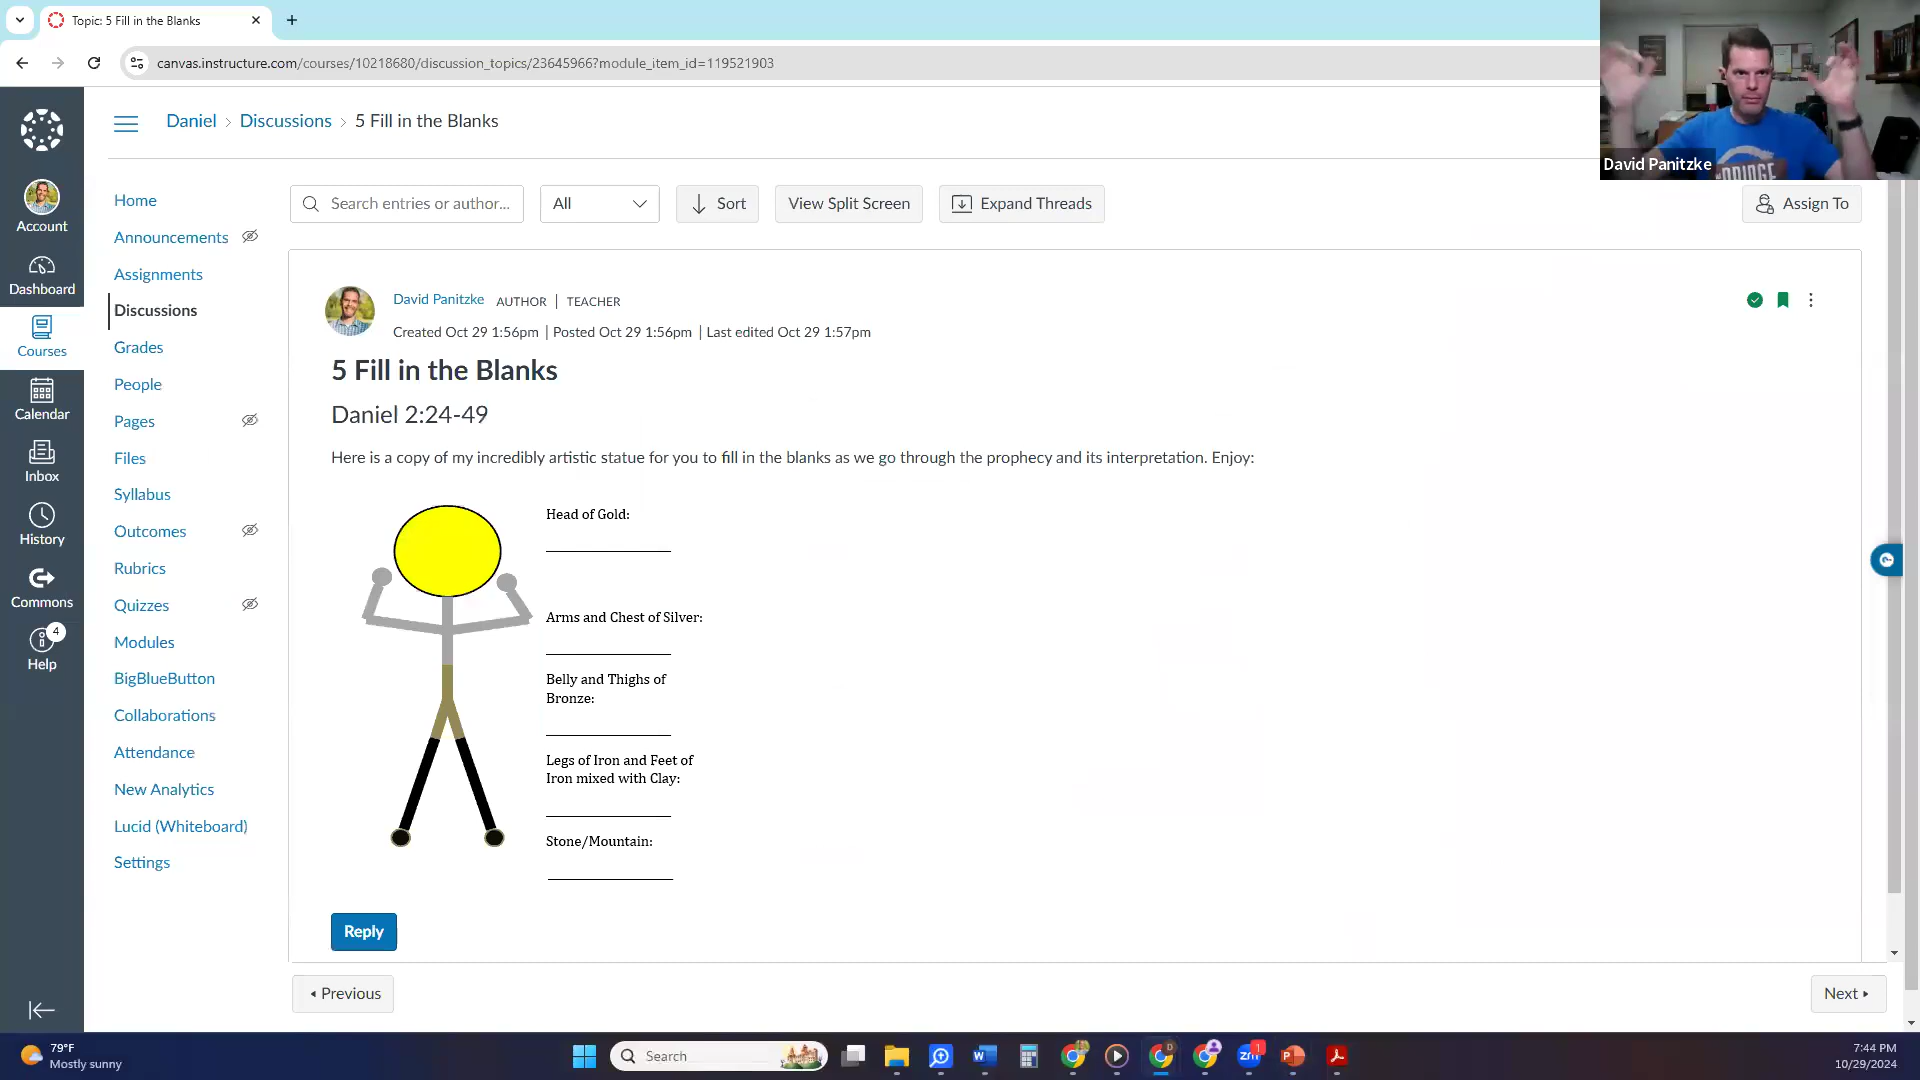 Topic: 5 Fill in the Blanks
canvas.instructure.com/courses/10218680/discussion_topics/23645966?module_item_id=119521903
David Panitzke
Daniel > Discussions > 5 Fill in the Blanks
Account
Dashboard
Courses
Calendar
Inbox
History
Commons
4
Help
Home
Announcements
Assignments
Discussions
Grades
People
Pages
Files
Syllabus
Outcomes
Rubrics
Quizzes
Modules
BigBlueButton
Collaborations
Attendance
New Analytics
Lucid (Whiteboard)
Settings
Search entries or author...
All
Sort
View Split Screen
Expand Threads
Assign To
David Panitzke AUTHOR | TEACHER
Created Oct 29 1:56pm | Posted Oct 29 1:56pm | Last edited Oct 29 1:57pm
5 Fill in the Blanks
Daniel 2:24-49
Here is a copy of my incredibly artistic statue for you to fill in the blanks as we go through the prophecy and its interpretation. Enjoy:
Head of Gold:
Arms and Chest of Silver:
Belly and Thighs of
Bronze:
Legs of Iron and Feet of
Iron mixed with Clay:
Stone/Mountain:
Reply
Previous
Next
79°F
Mostly sunny
Search
zm
1
7:44 PM
10/29/2024